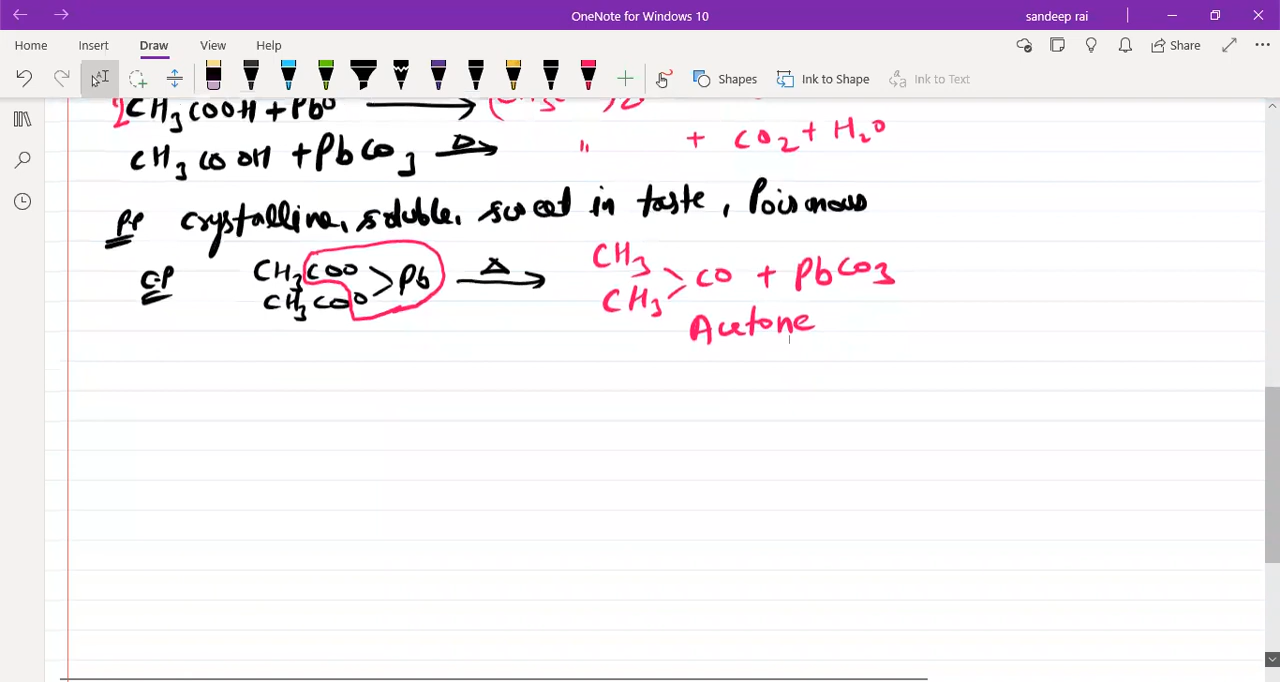 OneNote for Windows 10
sandeep rai
Home Insert Draw View Help Share
Shapes Ink to Shape Ink to Text
2CH3COOH + PbO ⟶
CH3COOH + PbCO3 Δ⟶ " + CO2 + H2O
PP crystalline, soluble, sweet in taste, Poisonous
CP CH3COO
CH3COO > Pb Δ⟶ CH3
CH3 > CO + PbCO3
Acetone